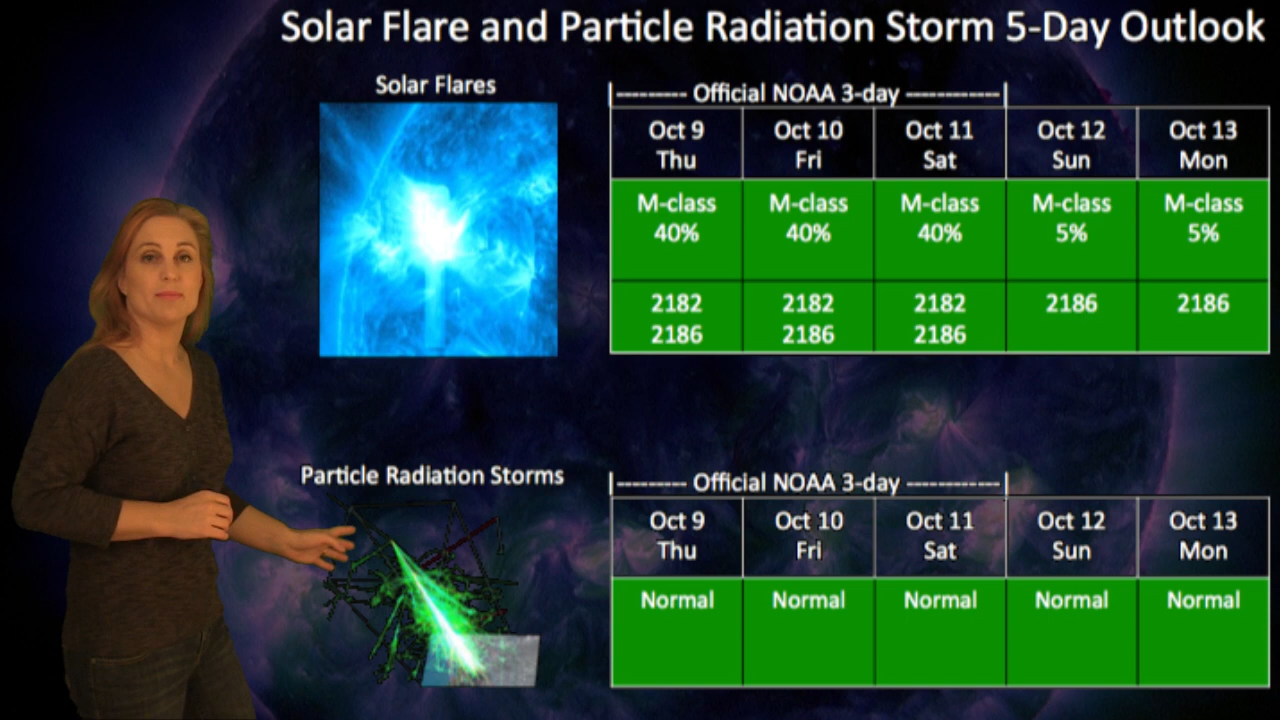 Solar Flare and Particle Radiation Storm 5-Day Outlook
Solar Flares
|--------- Official NOAA 3-day ------------|
Oct 9 Oct 10 Oct 11 Oct 12 Oct 13
Thu Fri Sat Sun Mon
M-class M-class M-class M-class M-class
40% 40% 40% 5% 5%
2182 2182 2182 2186 2186
2186 2186 2186
Particle Radiation Storms
|--------- Official NOAA 3-day ------------|
Oct 9 Oct 10 Oct 11 Oct 12 Oct 13
Thu Fri Sat Sun Mon
Normal Normal Normal Normal Normal